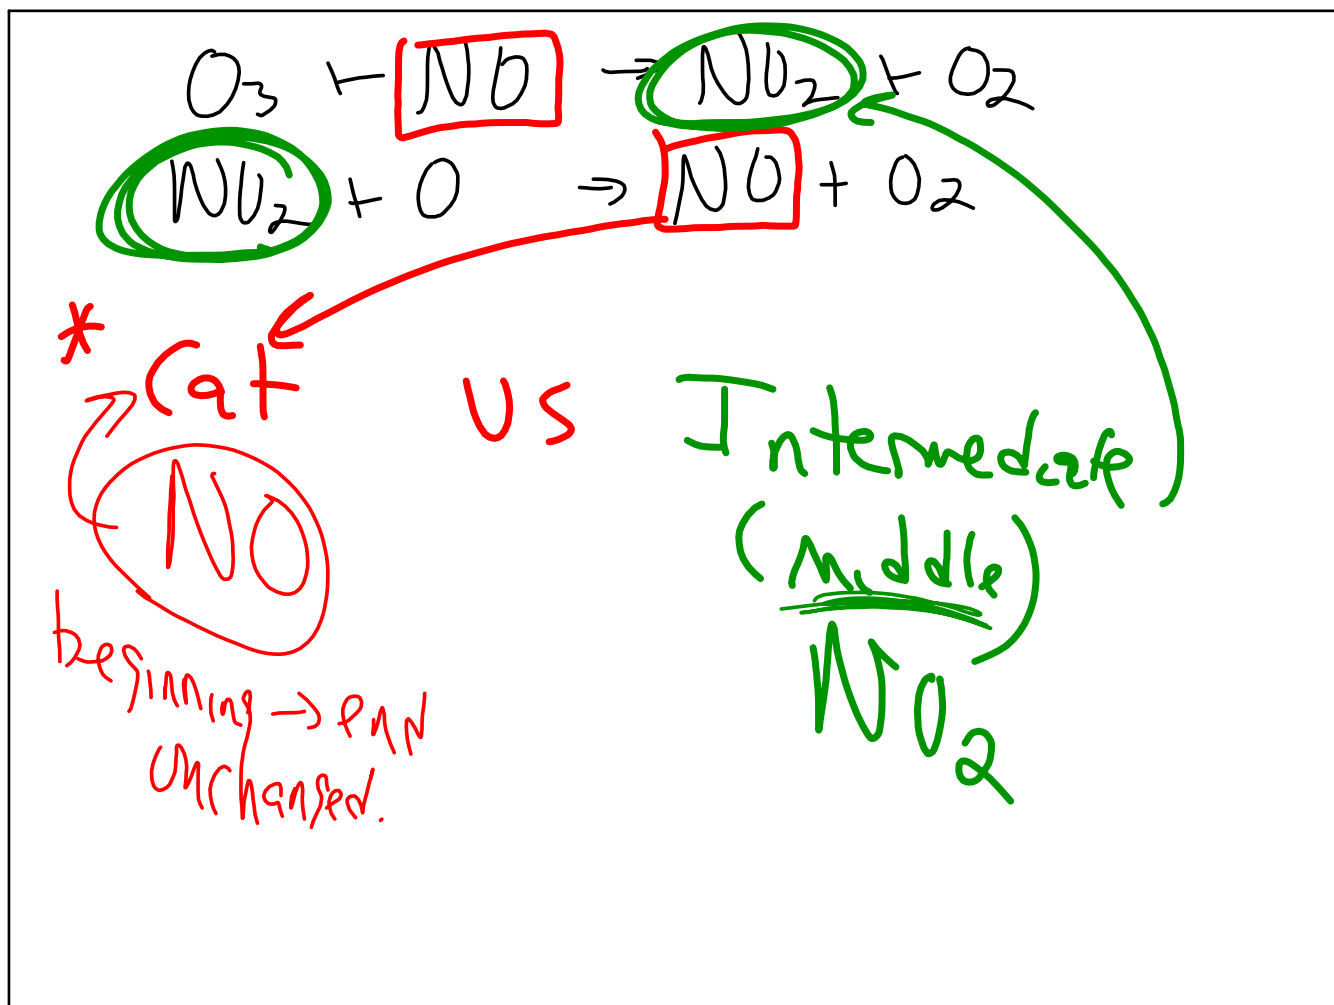 O₃ + NO → NO₂ + O₂
NO₂ + O ⇒ NO + O₂
* Cat vs Intermediate
NO (middle)
beginning → end NO₂
unchanged.